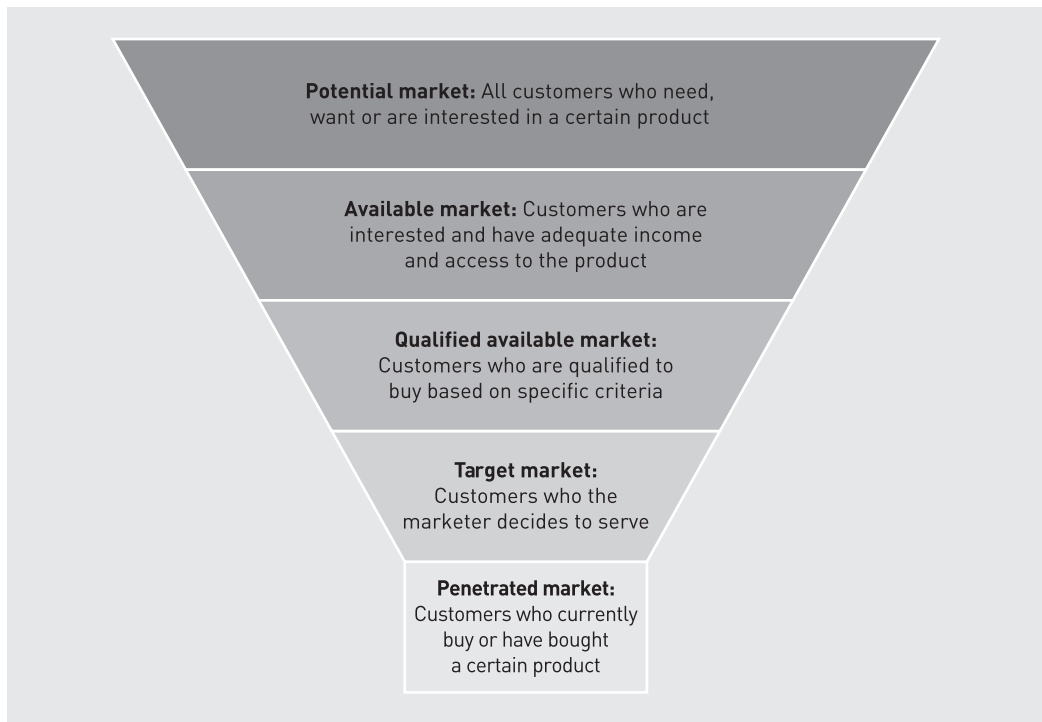 Potential market: All customers who need,
want or are interested in a certain product
Available market: Customers who are
interested and have adequate income
and access to the product
Qualified available market:
Customers who are qualified to
buy based on specific criteria
Target market:
Customers who the
marketer decides to serve
Penetrated market:
Customers who currently
buy or have bought
a certain product